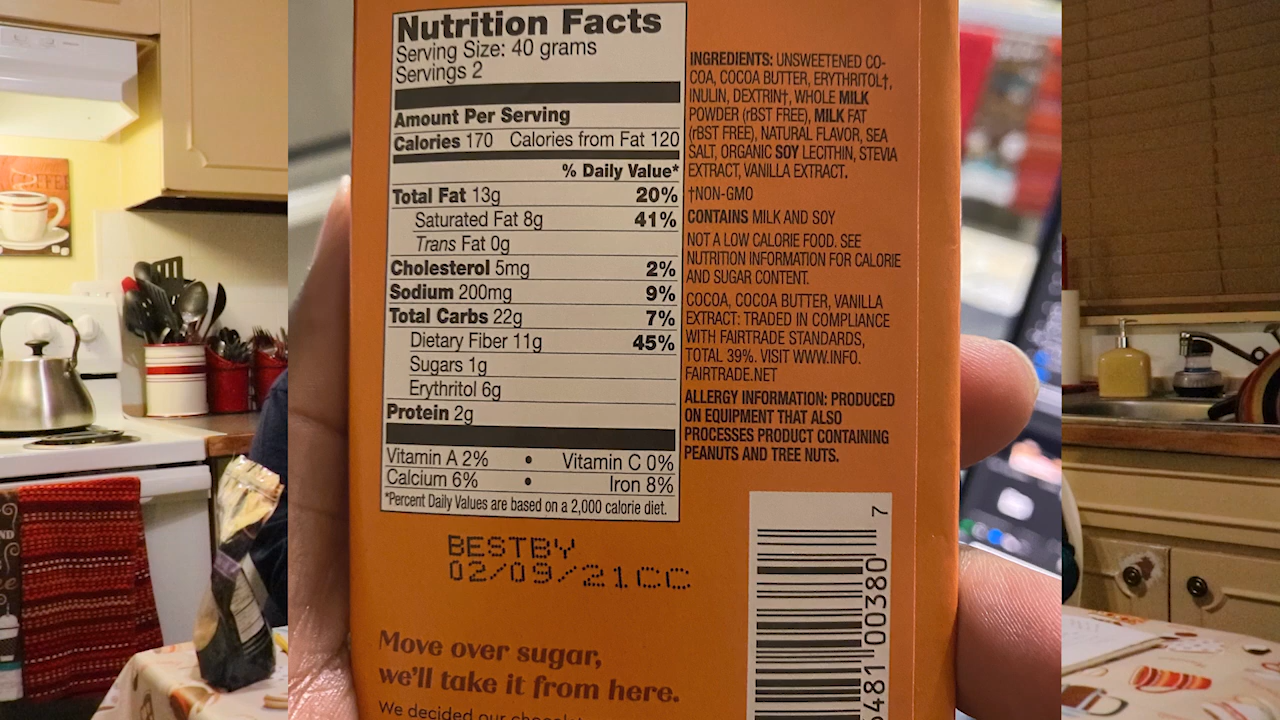 Nutrition Facts
Serving Size: 40 grams
Servings 2
Amount Per Serving
Calories 170 Calories from Fat 120
% Daily Value*
Total Fat 13g 20%
Saturated Fat 8g 41%
Trans Fat 0g
Cholesterol 5mg 2%
Sodium 200mg 9%
Total Carbs 22g 7%
Dietary Fiber 11g 45%
Sugars 1g
Erythritol 6g
Protein 2g
Vitamin A 2% • Vitamin C 0%
Calcium 6% • Iron 8%
*Percent Daily Values are based on a 2,000 calorie diet.
INGREDIENTS: UNSWEETENED CO-
COA, COCOA BUTTER, ERYTHRITOL†,
INULIN, DEXTRIN†, WHOLE MILK
POWDER (rBST FREE), MILK FAT
(rBST FREE), NATURAL FLAVOR, SEA
SALT, ORGANIC SOY LECITHIN, STEVIA
EXTRACT, VANILLA EXTRACT.
†NON-GMO
CONTAINS MILK AND SOY
NOT A LOW CALORIE FOOD. SEE
NUTRITION INFORMATION FOR CALORIE
AND SUGAR CONTENT.
COCOA, COCOA BUTTER, VANILLA
EXTRACT: TRADED IN COMPLIANCE
WITH FAIRTRADE STANDARDS,
TOTAL 39%. VISIT WWW.INFO.
FAIRTRADE.NET
ALLERGY INFORMATION: PRODUCED
ON EQUIPMENT THAT ALSO
PROCESSES PRODUCT CONTAINING
PEANUTS AND TREE NUTS.
BESTBY
02/09/21CC
Move over sugar,
we'll take it from here.
We decided our
5481 00380 7